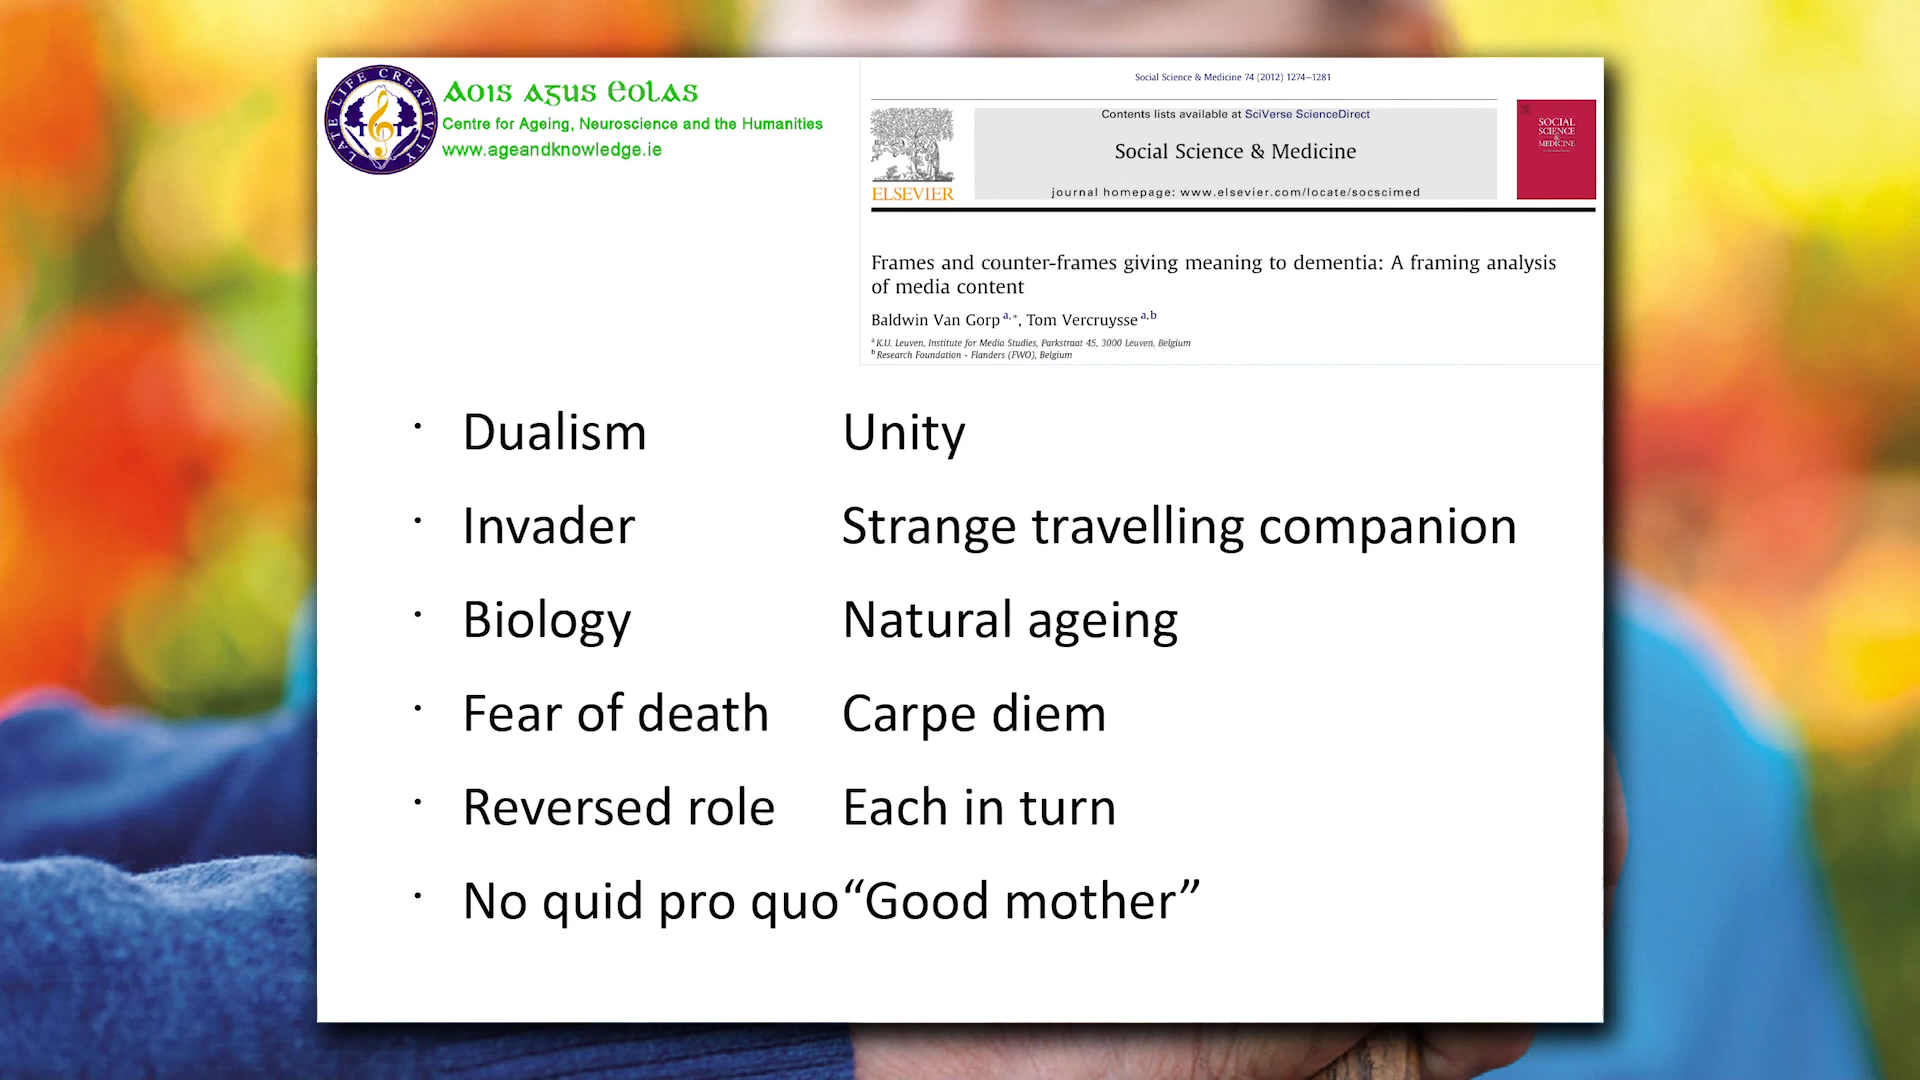 LATE LIFE CREATIVITY
Aois agus Eolas
Centre for Ageing, Neuroscience and the Humanities
www.ageandknowledge.ie
Social Science & Medicine 74 (2012) 1274–1281
Contents lists available at SciVerse ScienceDirect
Social Science & Medicine
journal homepage: www.elsevier.com/locate/socscimed
ELSEVIER
SOCIAL
SCIENCE
&
MEDICINE
Frames and counter-frames giving meaning to dementia: A framing analysis
of media content
Baldwin Van Gorp a,*, Tom Vercruysse a,b
a K.U. Leuven, Institute for Media Studies, Parkstraat 45, 3000 Leuven, Belgium
b Research Foundation - Flanders (FWO), Belgium
• Dualism Unity
• Invader Strange travelling companion
• Biology Natural ageing
• Fear of death Carpe diem
• Reversed role Each in turn
• No quid pro quo “Good mother”